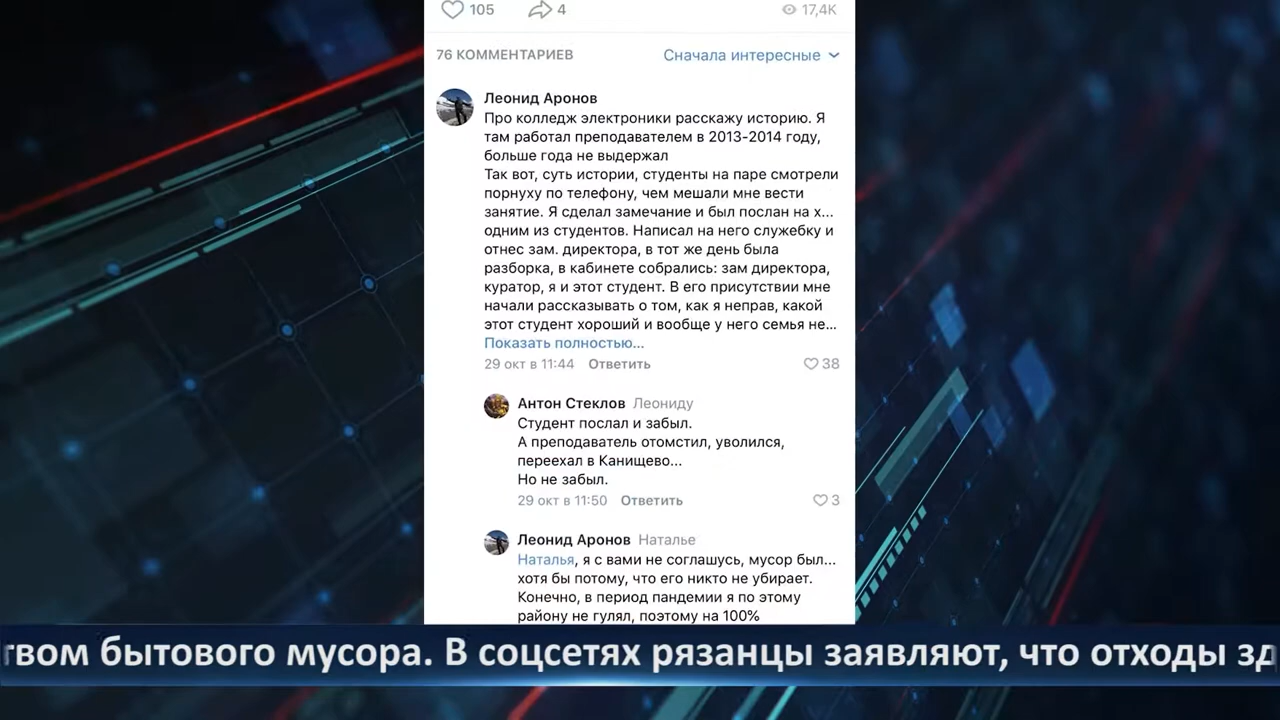 105
4
17,4K
76 КОММЕНТАРИЕВ
Сначала интересные
Леонид Аронов
Про колледж электроники расскажу историю. Я
там работал преподавателем в 2013-2014 году,
больше года не выдержал
Так вот, суть истории, студенты на паре смотрели
порнуху по телефону, чем мешали мне вести
занятие. Я сделал замечание и был послан на х...
одним из студентов. Написал на него служебку и
отнес зам. директора, в тот же день была
разборка, в кабинете собрались: зам директора,
куратор, я и этот студент. В его присутствии мне
начали рассказывать о том, как я неправ, какой
этот студент хороший и вообще у него семья не...
Показать полностью...
29 окт в 11:44 Ответить
38
Антон Стеклов Леониду
Студент послал и забыл.
А преподаватель отомстил, уволился,
переехал в Канищево...
Но не забыл.
29 окт в 11:50 Ответить
3
Леонид Аронов Наталье
Наталья, я с вами не соглашусь, мусор был...
хотя бы потому, что его никто не убирает.
Конечно, в период пандемии я по этому
району не гулял, поэтому на 100%
твом бытового мусора. В соцсетях рязанцы заявляют, что отходы зд